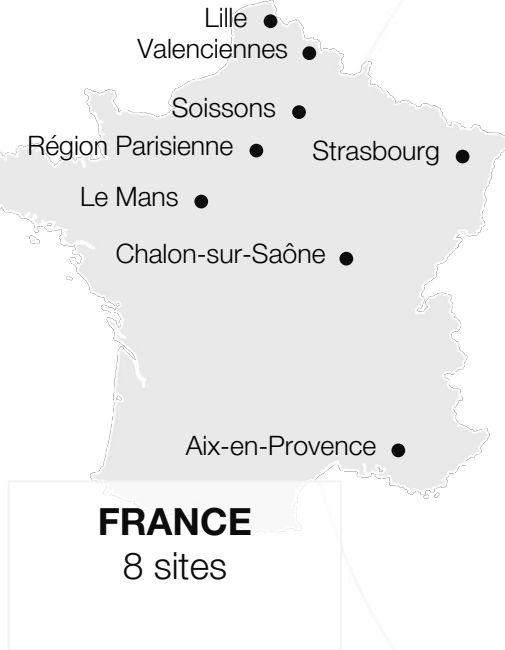 Lille
Valenciennes
Soissons
Région Parisienne
Strasbourg
Le Mans
Chalon-sur-Saône
Aix-en-Provence
FRANCE
8 sites